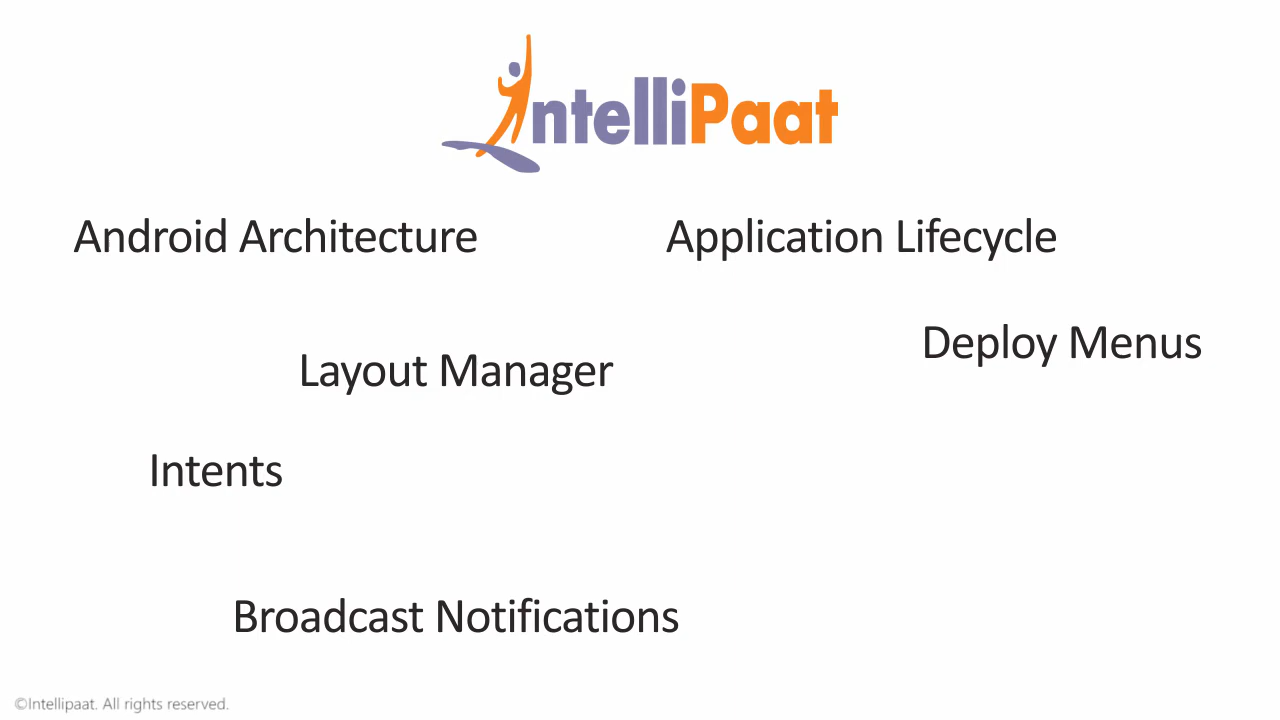 IntelliPaat
Android Architecture
Application Lifecycle
Deploy Menus
Layout Manager
Intents
Broadcast Notifications
©Intellipaat. All rights reserved.